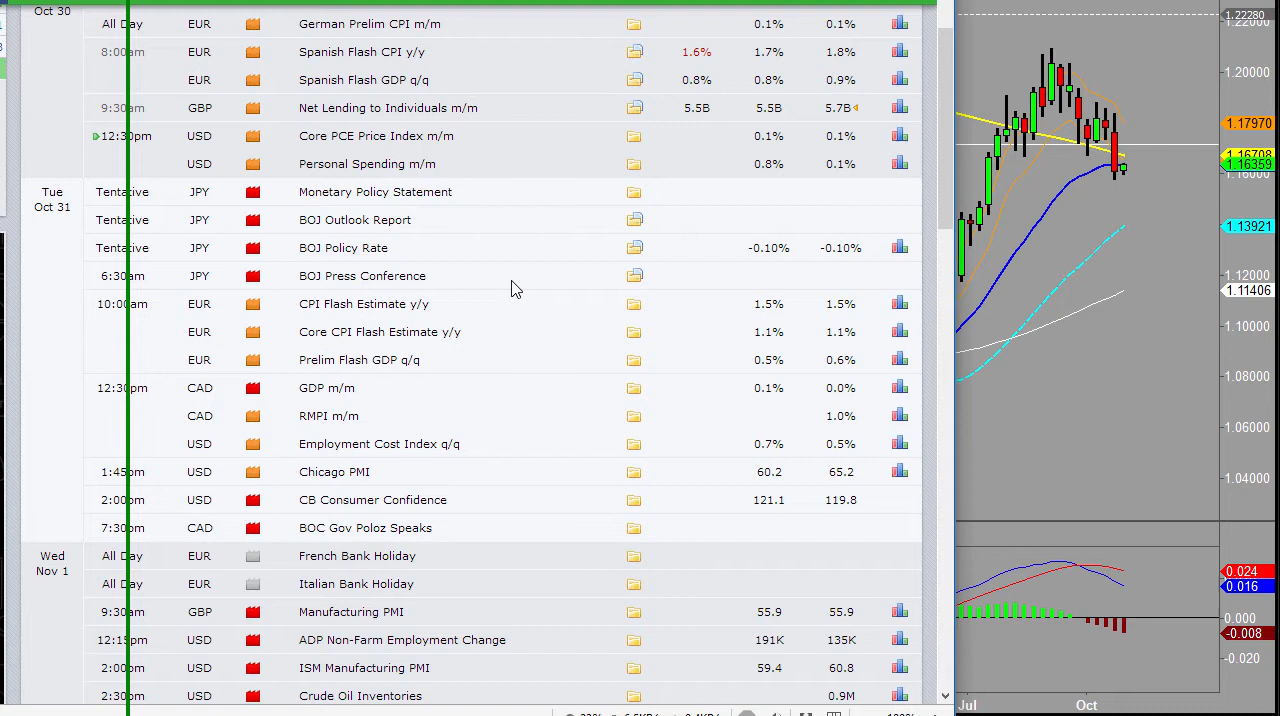 Oct 30
All Day EUR German Prelim CPI m/m 0.1% 0.1%
8:00am EUR Spanish Flash CPI y/y 1.6% 1.7% 1.8%
EUR Spanish Flash GDP q/q 0.8% 0.8% 0.9%
9:30am GBP Net Lending to Individuals m/m 5.5B 5.5B 5.7B
12:30pm USD Core PCE Price Index m/m 0.1% 0.1%
USD Personal Spending m/m 0.8% 0.1%
Tue Oct 31
Tentative JPY Monetary Policy Statement
Tentative JPY BOJ Outlook Report
Tentative JPY BOJ Policy Rate -0.10% -0.10%
6:30am JPY BOJ Press Conference
10:00am EUR CPI Flash Estimate y/y 1.5% 1.5%
EUR Core CPI Flash Estimate y/y 1.1% 1.1%
EUR Prelim Flash GDP q/q 0.5% 0.6%
12:30pm CAD GDP m/m 0.1% 0.0%
CAD RMPI m/m 1.0%
USD Employment Cost Index q/q 0.7% 0.5%
1:45pm USD Chicago PMI 60.2 65.2
2:00pm USD CB Consumer Confidence 121.1 119.8
7:30pm CAD BOC Gov Poloz Speaks
Wed Nov 1
All Day EUR French Bank Holiday
All Day EUR Italian Bank Holiday
9:30am GBP Manufacturing PMI 55.9 55.9
12:15pm USD ADP Non-Farm Employment Change 191K 135K
2:00pm USD ISM Manufacturing PMI 59.4 60.8
2:30pm USD Crude Oil Inventories 0.9M
1.22280
1.20000
1.17970
1.16708
1.16359
1.16000
1.13921
1.12000
1.11406
1.10000
1.08000
1.06000
1.04000
0.024
0.016
0.000
-0.008
-0.020
Jul Oct